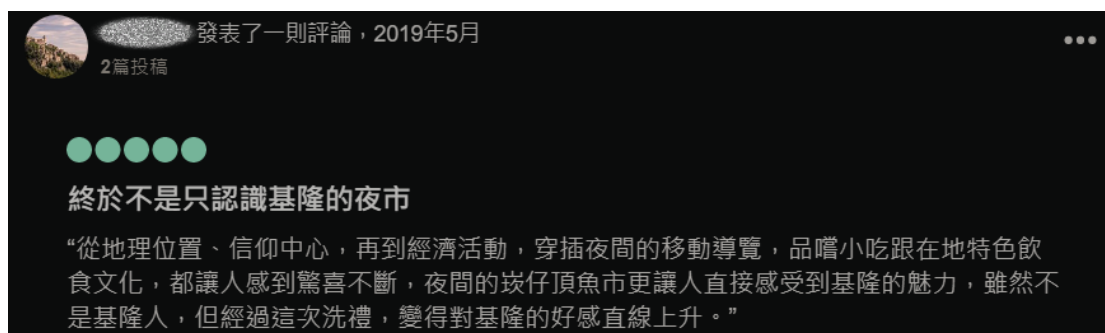 發表了一則評論，2019年5月
2篇投稿
終於不是只認識基隆的夜市
“從地理位置、信仰中心，再到經濟活動，穿插夜間的移動導覽，品嚐小吃跟在地特色飲
食文化，都讓人感到驚喜不斷，夜間的崁仔頂魚市更讓人直接感受到基隆的魅力，雖然不
是基隆人，但經過這次洗禮，變得對基隆的好感直線上升。”